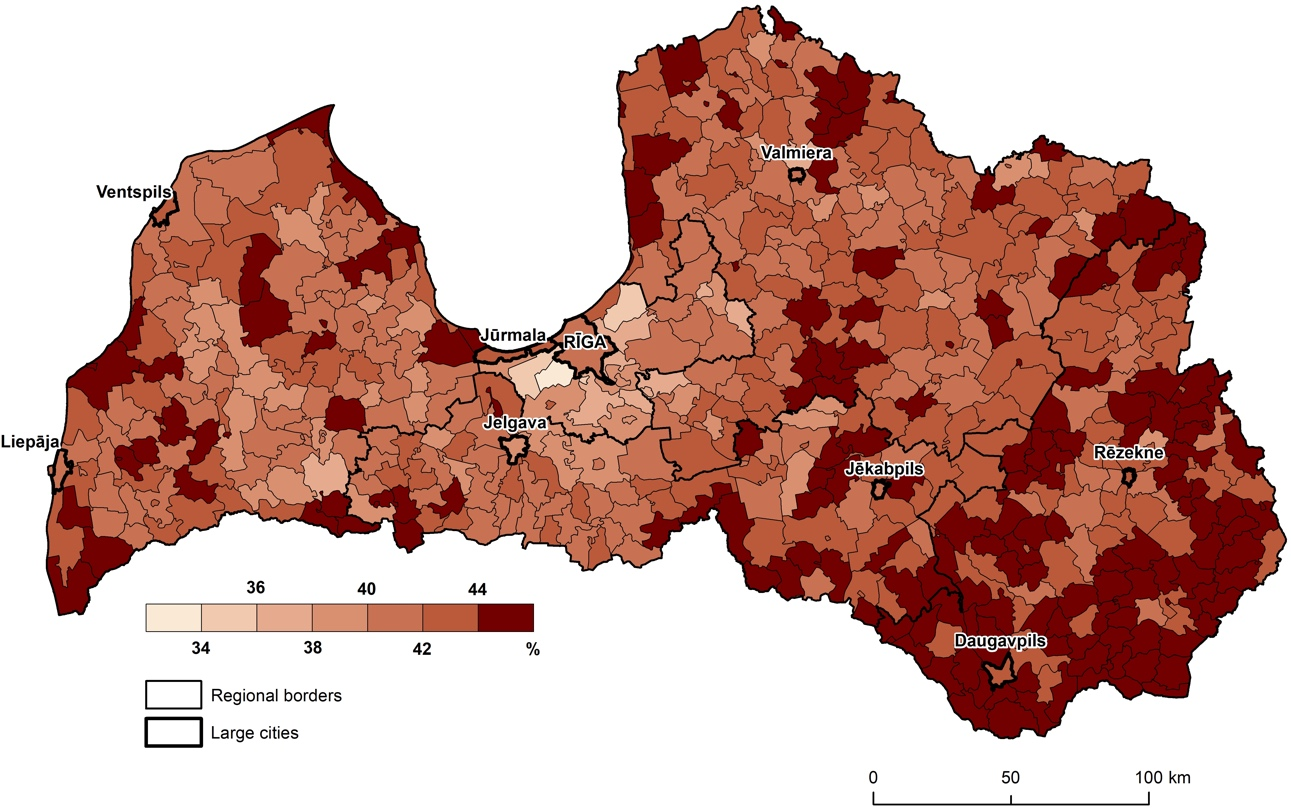 Valmiera
Ventspils
Jūrmala
RĪGA
Jelgava
Liepāja
Rēzekne
Jēkabpils
Daugavpils
36 40 44
34 38 42 %
Regional borders
Large cities
0 50 100 km